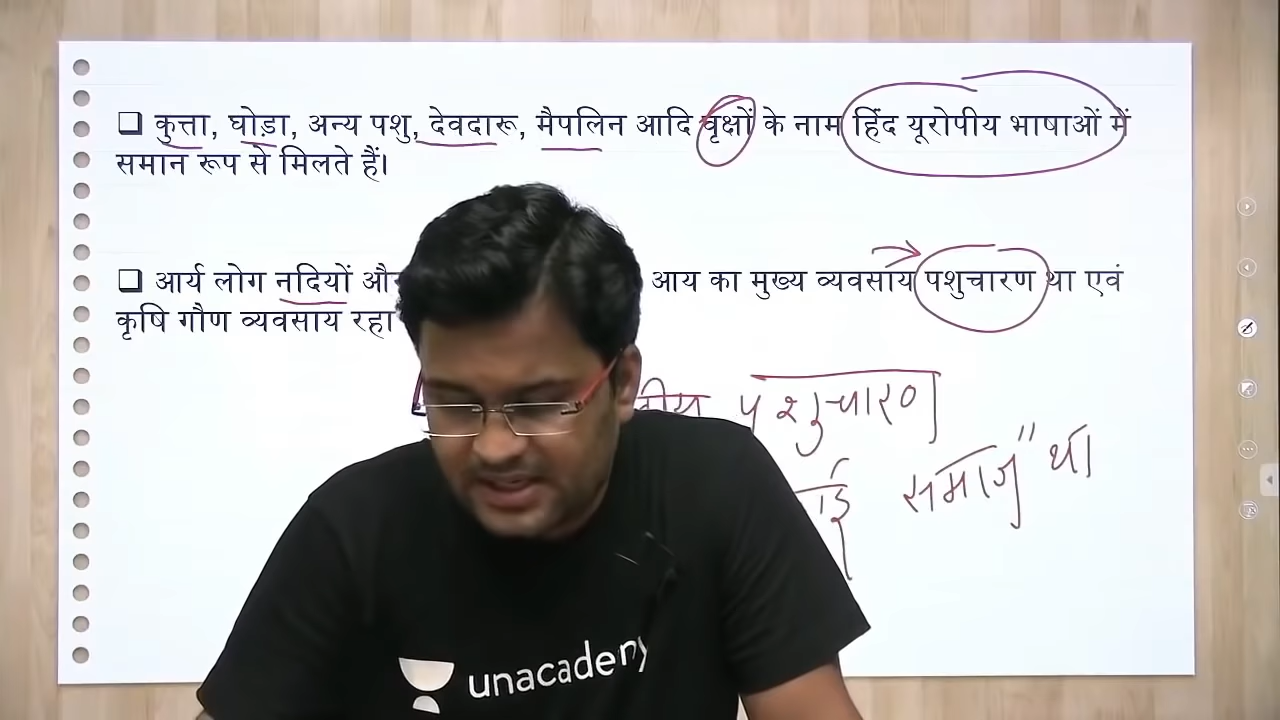 ❑ कुत्ता, घोड़ा, अन्य पशु, देवदारू, मैपलिन आदि वृक्षों के नाम हिंद यूरोपीय भाषाओं में
समान रूप से मिलते हैं।
❑ आर्य लोग नदियों आय का मुख्य व्यवसाय पशुचारण था एवं
कृषि गौण व्यवसाय रहा
पशुचारण
समाज" था
unacademy